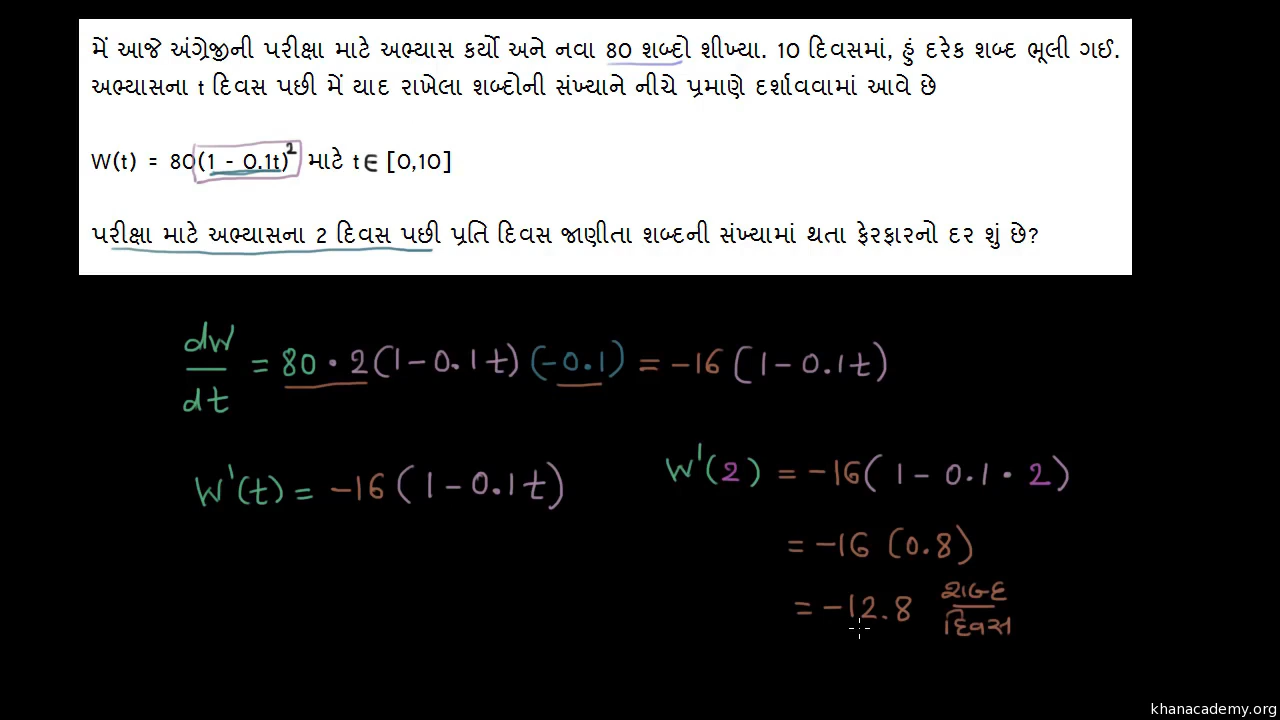 મેં આજે અંગ્રેજીની પરીક્ષા માટે અભ્યાસ કર્યો અને નવા 80 શબ્દો શીખ્યા. 10 દિવસમાં, હું દરેક શબ્દ ભૂલી ગઈ.
અભ્યાસના t દિવસ પછી મેં યાદ રાખેલા શબ્દોની સંખ્યાને નીચે પ્રમાણે દર્શાવવામાં આવે છે
W(t) = 80(1 - 0.1t)² માટે t∈ [0,10]
પરીક્ષા માટે અભ્યાસના 2 દિવસ પછી પ્રતિ દિવસ જાણીતા શબ્દની સંખ્યામાં થતા ફેરફારનો દર શું છે?
dW/dt = 80 · 2(1-0.1t)(-0.1) = -16(1-0.1t)
W'(t) = -16(1-0.1t)
W'(2) = -16(1-0.1·2)
= -16(0.8)
= -12.8 શબ્દ/દિવસ
khanacademy.org